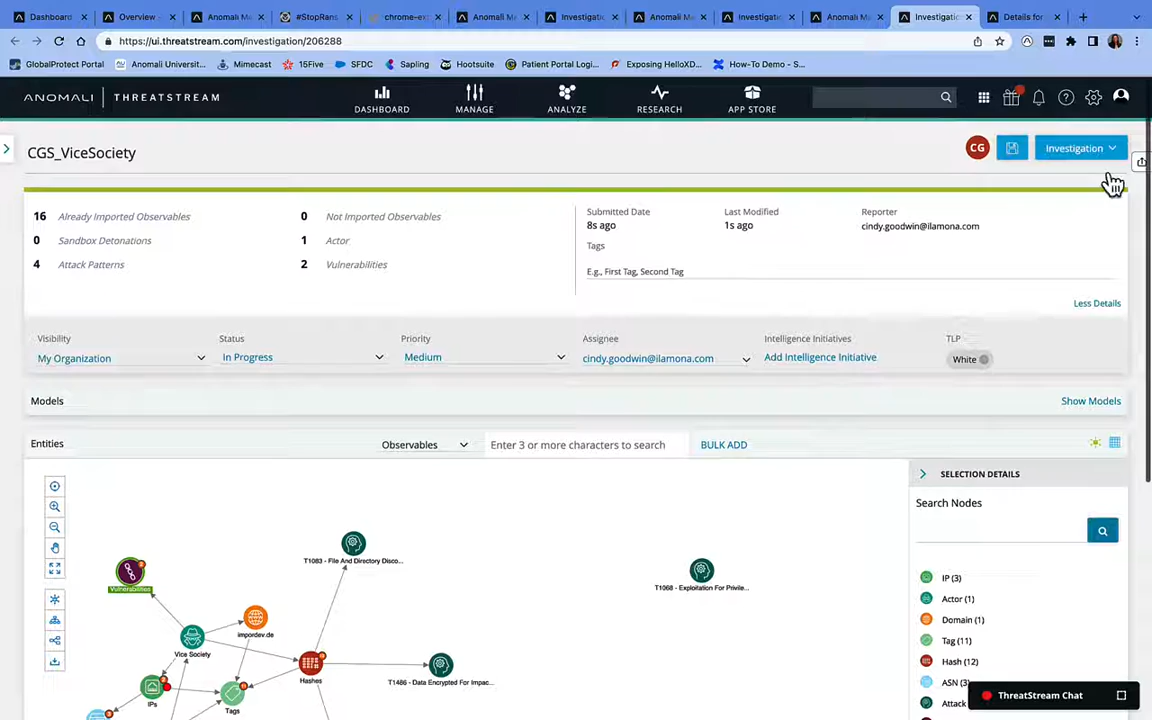 Dashboard
Overview -
Anomali Ma
#StopRans
chrome-ex
Anomali Ma
Investigation
Anomali Ma
Investigation
Anomali Ma
Investigation
Details for
https://ui.threatstream.com/investigation/206288
GlobalProtect Portal
Anomali Universit...
Mimecast
15Five
SFDC
Sapling
Hootsuite
Patient Portal Logi...
Exposing HelloXD...
How-To Demo - S...
ANOMALI | THREATSTREAM
DASHBOARD
MANAGE
ANALYZE
RESEARCH
APP STORE
CGS_ViceSociety
CG
Investigation
16 Already Imported Observables
0 Not Imported Observables
0 Sandbox Detonations
1 Actor
4 Attack Patterns
2 Vulnerabilities
Submitted Date
8s ago
Last Modified
1s ago
Reporter
cindy.goodwin@ilamona.com
Tags
E.g., First Tag, Second Tag
Less Details
Visibility
My Organization
Status
In Progress
Priority
Medium
Assignee
cindy.goodwin@ilamona.com
Intelligence Initiatives
Add Intelligence Initiative
TLP
White
Models
Show Models
Entities
Observables
Enter 3 or more characters to search
BULK ADD
SELECTION DETAILS
Search Nodes
T1083 - File And Directory Disco...
T1068 - Exploitation For Privile...
Vulnerabilities
impordev.de
Vice Society
Hashes
T1486 - Data Encrypted For Impac...
IPs
Tags
IP (3)
Actor (1)
Domain (1)
Tag (11)
Hash (12)
ASN (3)
Attack
ThreatStream Chat